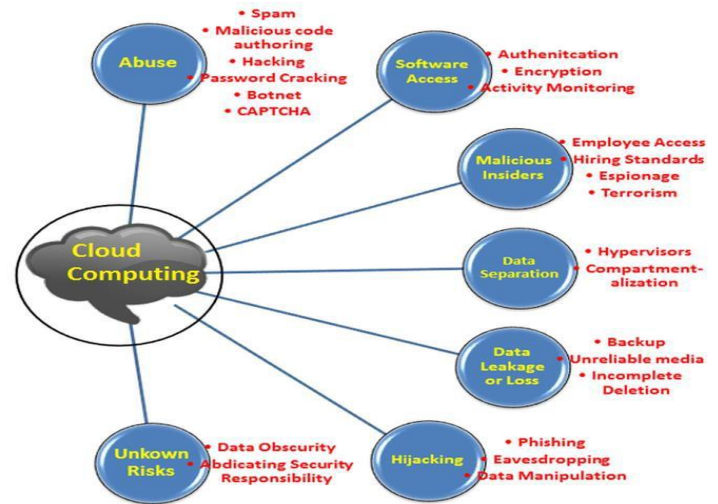 Abuse
• Spam
• Malicious code
authoring
• Hacking
• Password Cracking
• Botnet
• CAPTCHA
Software
Access
• Authenitcation
• Encryption
• Activity Monitoring
Malicious
Insiders
• Employee Access
• Hiring Standards
• Espionage
• Terrorism
Cloud
Computing
Data
Separation
• Hypervisors
• Compartment-
alization
Data
Leakage
or Loss
• Backup
• Unreliable media
• Incomplete
Deletion
Hijacking
• Phishing
• Eavesdropping
• Data Manipulation
Unkown
Risks
• Data Obscurity
• Abdicating Security
Responsibility